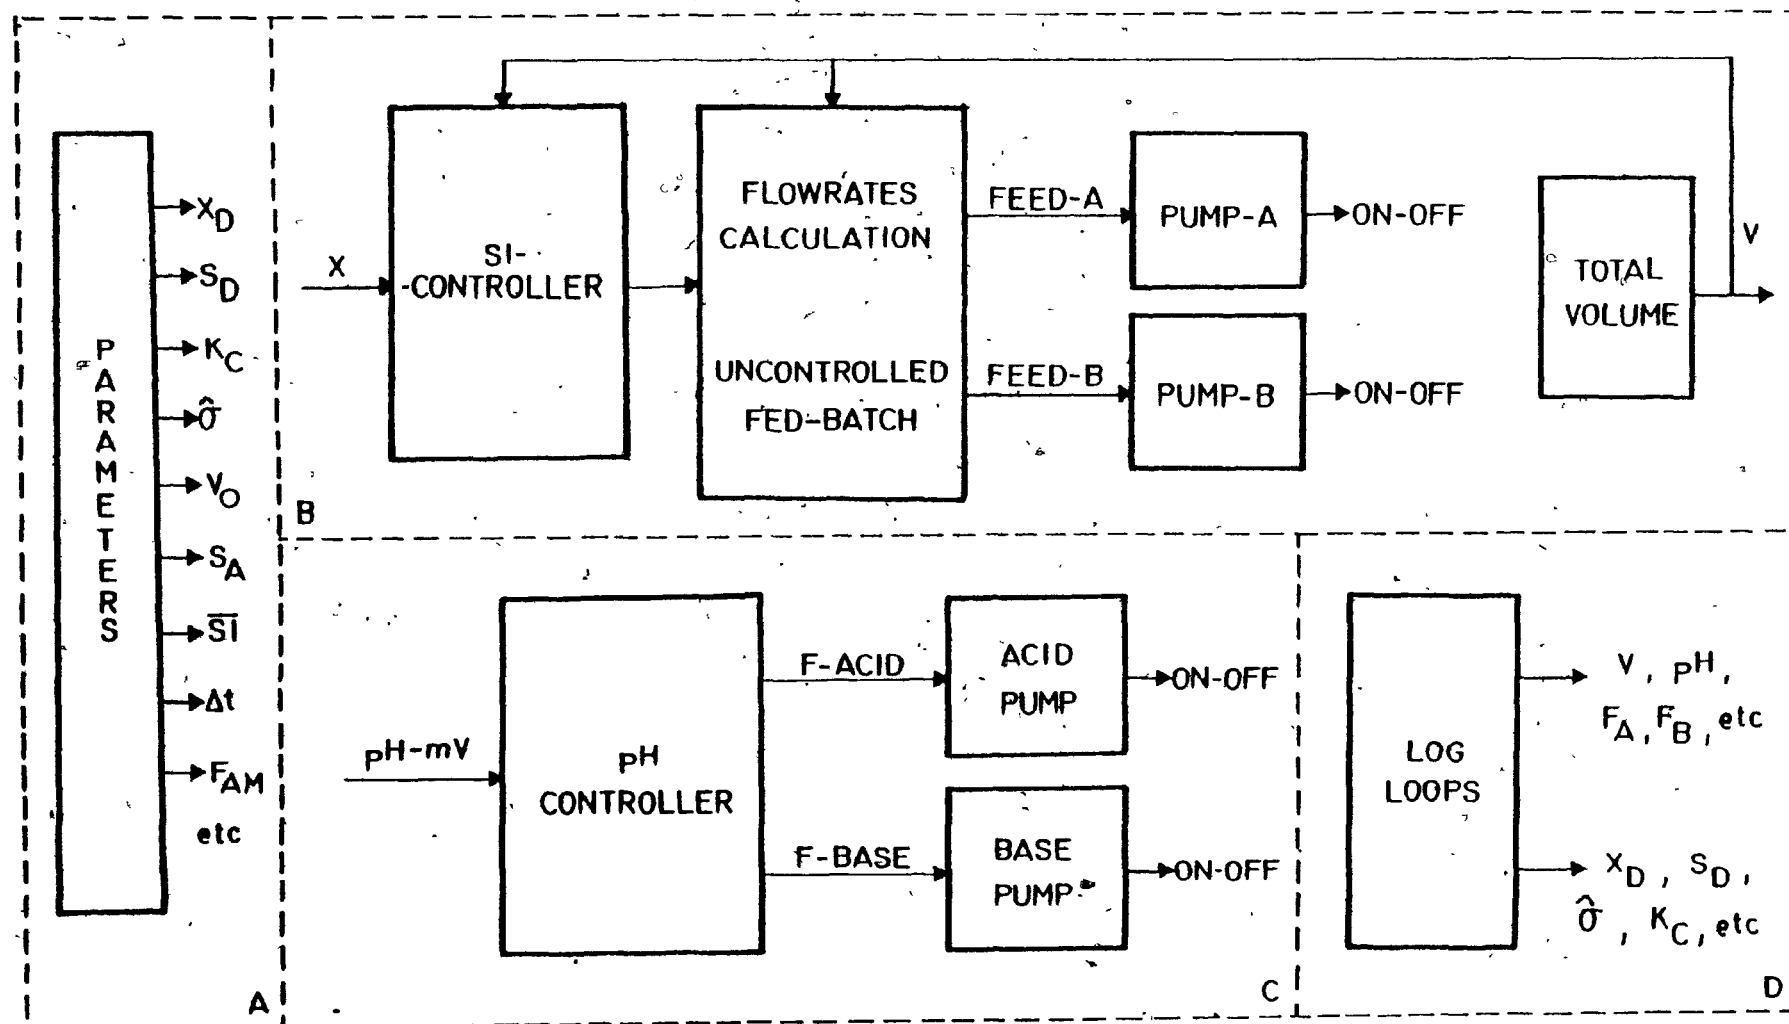 PARAMETERS
X_D
S_D
K_C
σ̂
V_O
S_A
S̅I̅
Δt
F_AM
etc
A
X
SI-
-CONTROLLER
FLOWRATES
CALCULATION
UNCONTROLLED
FED-BATCH
FEED-A
PUMP-A
ON-OFF
FEED-B
PUMP-B
ON-OFF
TOTAL
VOLUME
V
B
pH-mV
pH
CONTROLLER
F-ACID
ACID
PUMP
ON-OFF
F-BASE
BASE
PUMP
ON-OFF
C
LOG
LOOPS
V, pH,
F_A, F_B, etc
X_D, S_D,
σ̂, K_C, etc
D